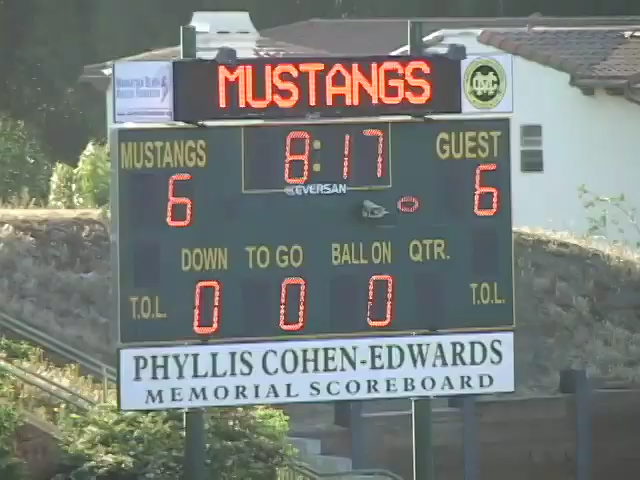 MUSTANGS
MUSTANGS 8:17 GUEST
EVERSAN
6 6
DOWN TO GO BALL ON QTR.
T.O.L. 0 0 0 T.O.L.
PHYLLIS COHEN-EDWARDS
MEMORIAL SCOREBOARD